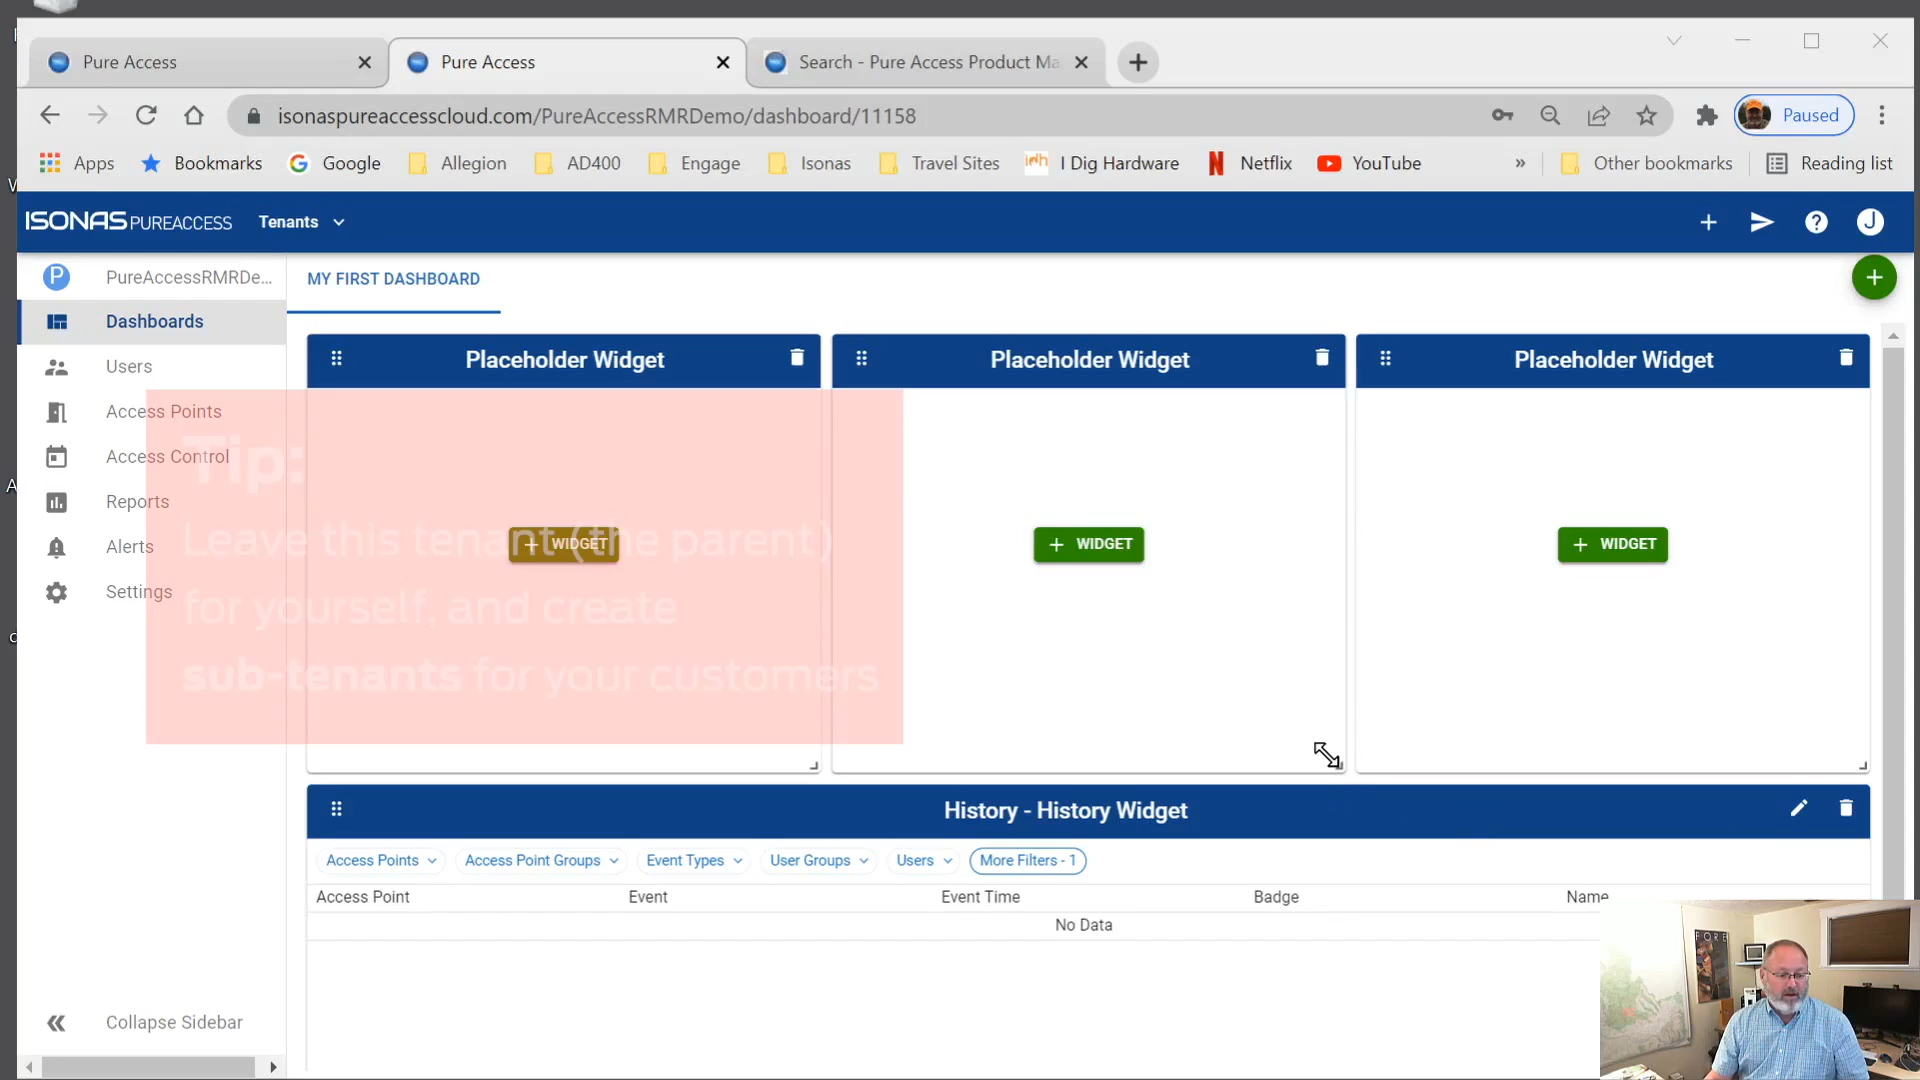 Pure Access
Pure Access
Search - Pure Access Product Ma
isonaspureaccesscloud.com/PureAccessRMRDemo/dashboard/11158
Paused
Apps
Bookmarks
Google
Allegion
AD400
Engage
Isonas
Travel Sites
idh
I Dig Hardware
Netflix
YouTube
»
Other bookmarks
Reading list
ISONAS PUREACCESS
Tenants
J
P
PureAccessRMRDe...
MY FIRST DASHBOARD
Dashboards
Users
Access Points
Access Control
Reports
Alerts
Settings
Collapse Sidebar
Placeholder Widget
Placeholder Widget
Placeholder Widget
+ WIDGET
+ WIDGET
+ WIDGET
Tip:
Leave this tenant (the parent)
for yourself, and create
sub-tenants for your customers
History - History Widget
Access Points
Access Point Groups
Event Types
User Groups
Users
More Filters - 1
Access Point
Event
Event Time
Badge
Name
No Data
FORE